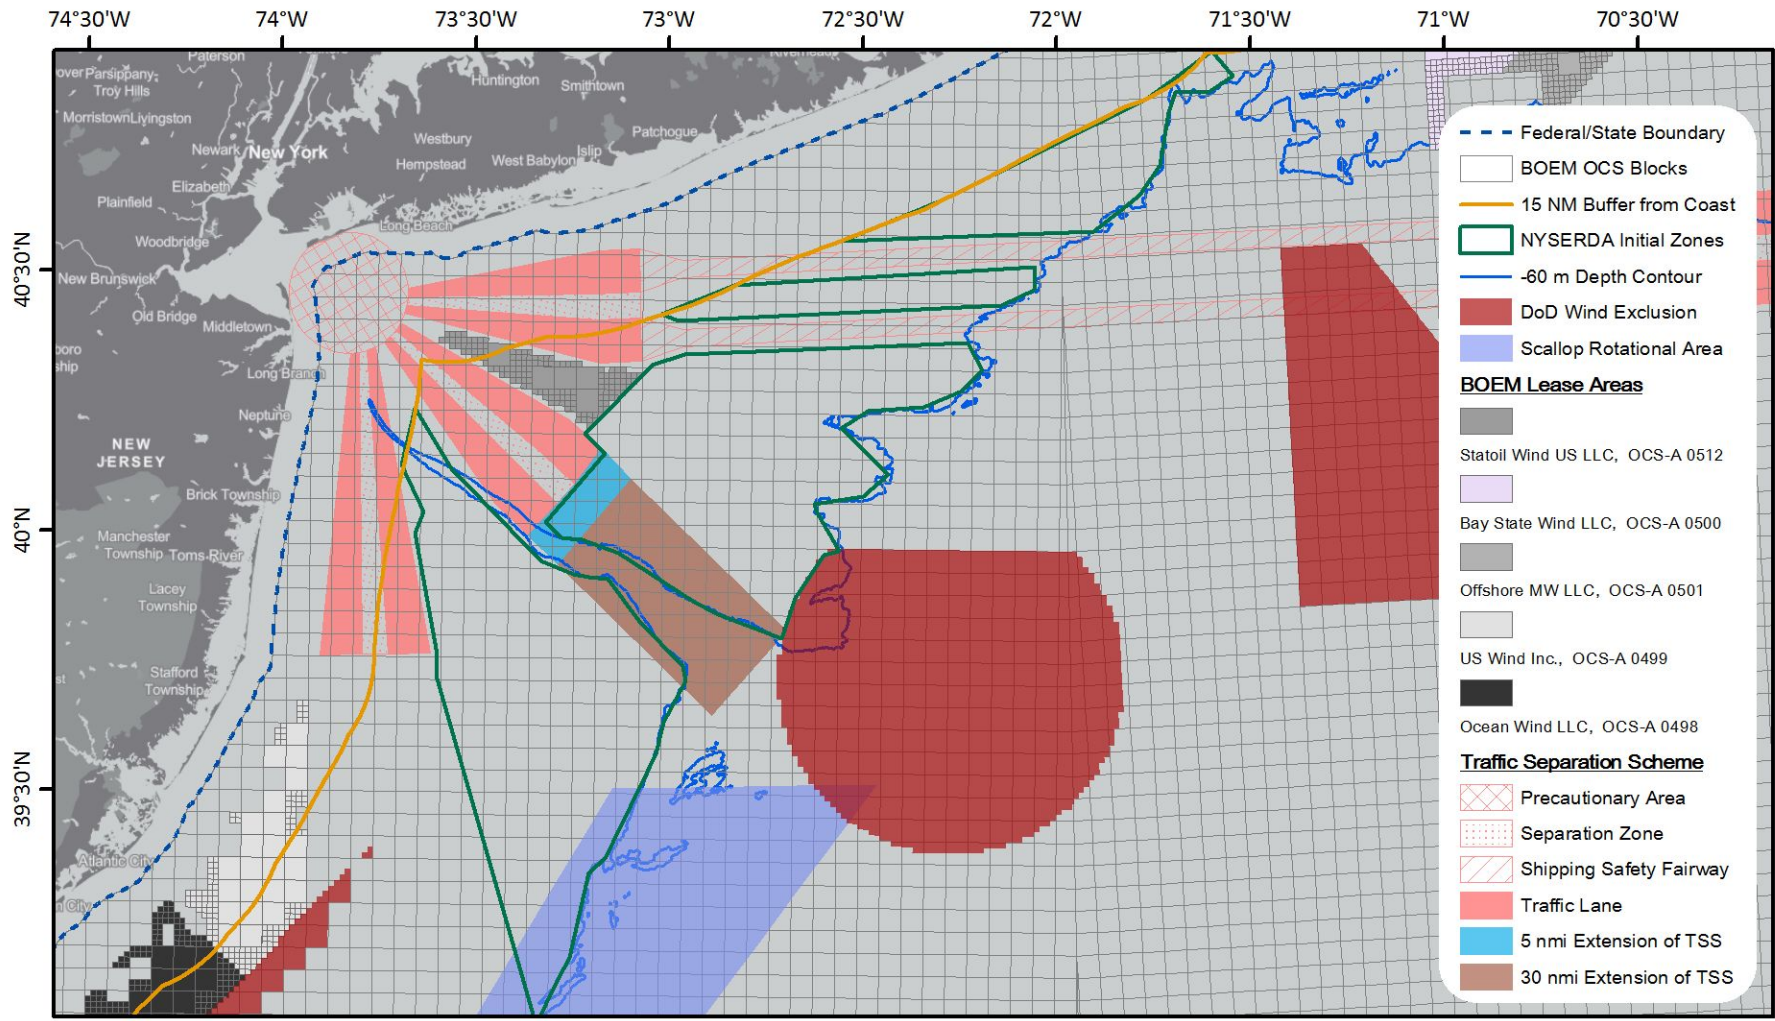 74°30'W 74°W 73°30'W 73°W 72°30'W 72°W 71°30'W 71°W 70°30'W
40°30'N
40°N
39°30'N
Paterson
over Parsippany-
Troy Hills
Huntington
Smithtown
Morristown Livingston
Patchogue
Westbury
Newark
New York
Islip
West Babylon
Hempstead
Elizabeth
Plainfield
Long Beach
Woodbridge
New Brunswick
Old Bridge
Middletown
boro
ship
Long Branch
Neptune
NEW
JERSEY
Brick Township
Manchester
Township
Toms River
Lacey
Township
Stafford
Township
st
Atlantic City
n City
Federal/State Boundary
BOEM OCS Blocks
15 NM Buffer from Coast
NYSERDA Initial Zones
-60 m Depth Contour
DoD Wind Exclusion
Scallop Rotational Area
BOEM Lease Areas
Statoil Wind US LLC, OCS-A 0512
Bay State Wind LLC, OCS-A 0500
Offshore MW LLC, OCS-A 0501
US Wind Inc., OCS-A 0499
Ocean Wind LLC, OCS-A 0498
Traffic Separation Scheme
Precautionary Area
Separation Zone
Shipping Safety Fairway
Traffic Lane
5 nmi Extension of TSS
30 nmi Extension of TSS